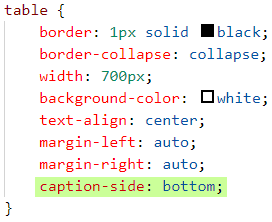 table {
border: 1px solid black;
border-collapse: collapse;
width: 700px;
background-color: white;
text-align: center;
margin-left: auto;
margin-right: auto;
caption-side: bottom;
}